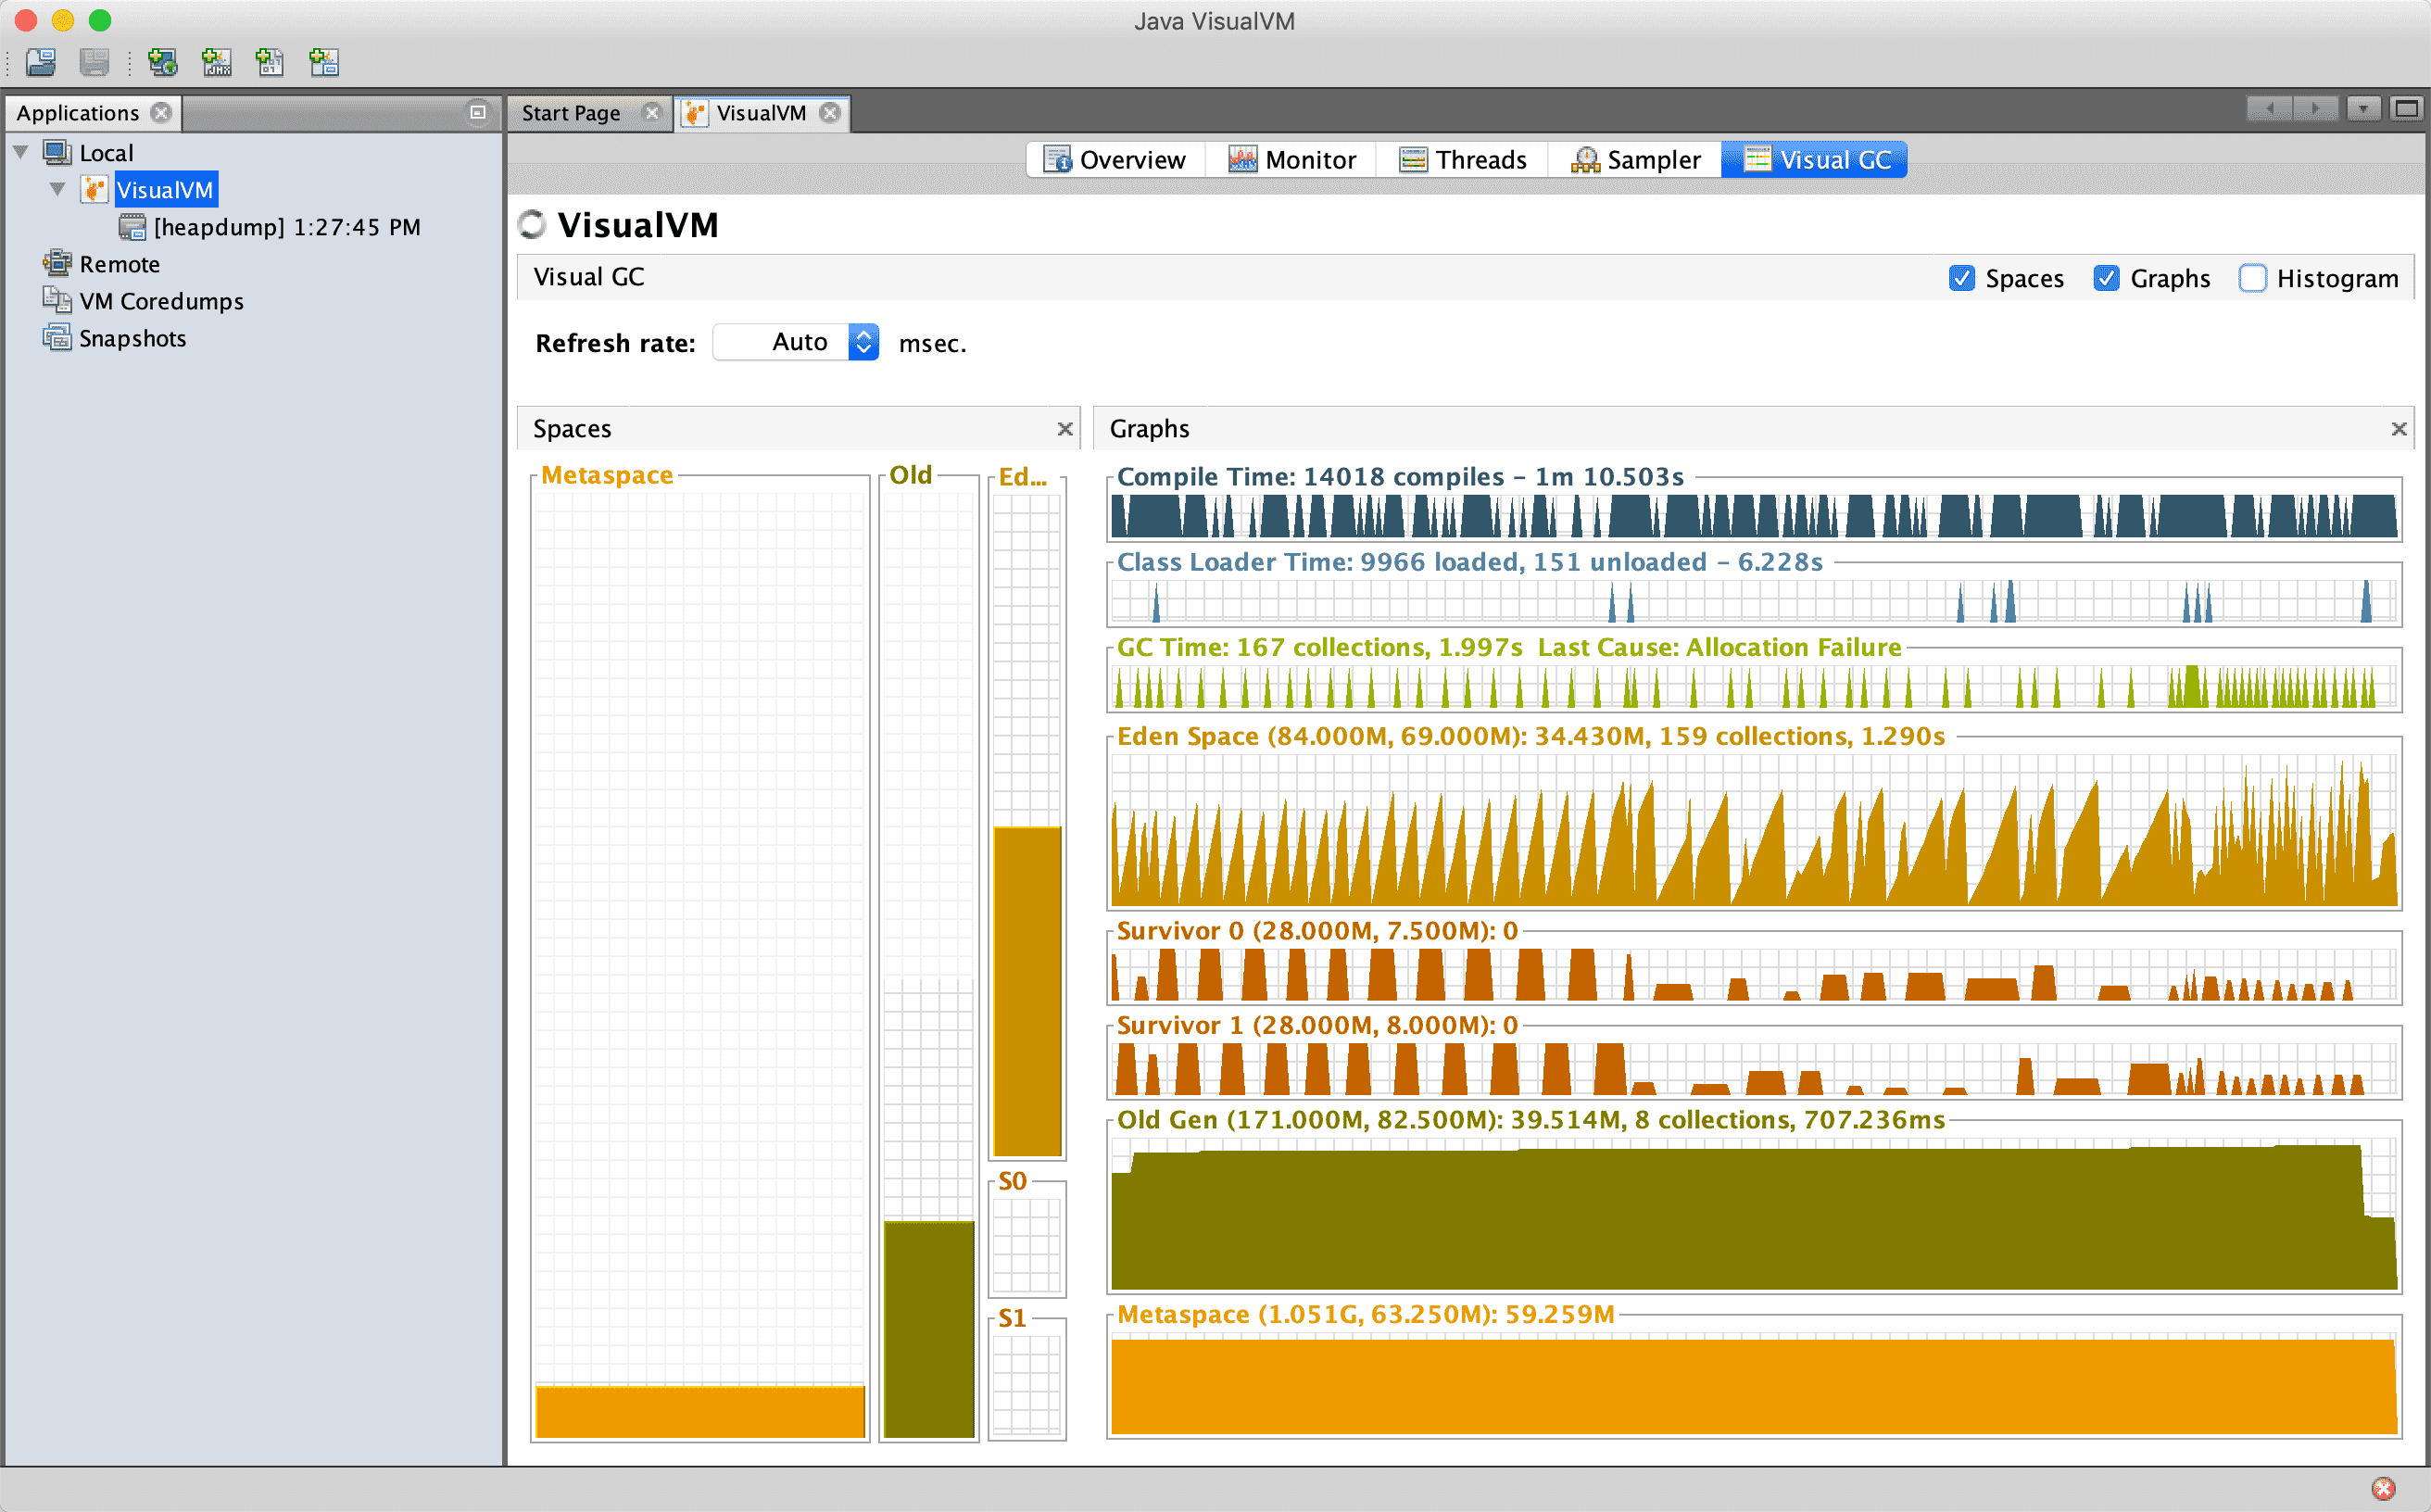 Java VisualVM
Applications
Start Page
VisualVM
Local
VisualVM
[heapdump] 1:27:45 PM
Remote
VM Coredumps
Snapshots
Overview
Monitor
Threads
Sampler
Visual GC
VisualVM
Visual GC
Spaces
Graphs
Histogram
Refresh rate:
Auto
msec.
Spaces
Metaspace
Old
Ed...
S0
S1
Graphs
Compile Time: 14018 compiles - 1m 10.503s
Class Loader Time: 9966 loaded, 151 unloaded - 6.228s
GC Time: 167 collections, 1.997s Last Cause: Allocation Failure
Eden Space (84.000M, 69.000M): 34.430M, 159 collections, 1.290s
Survivor 0 (28.000M, 7.500M): 0
Survivor 1 (28.000M, 8.000M): 0
Old Gen (171.000M, 82.500M): 39.514M, 8 collections, 707.236ms
Metaspace (1.051G, 63.250M): 59.259M